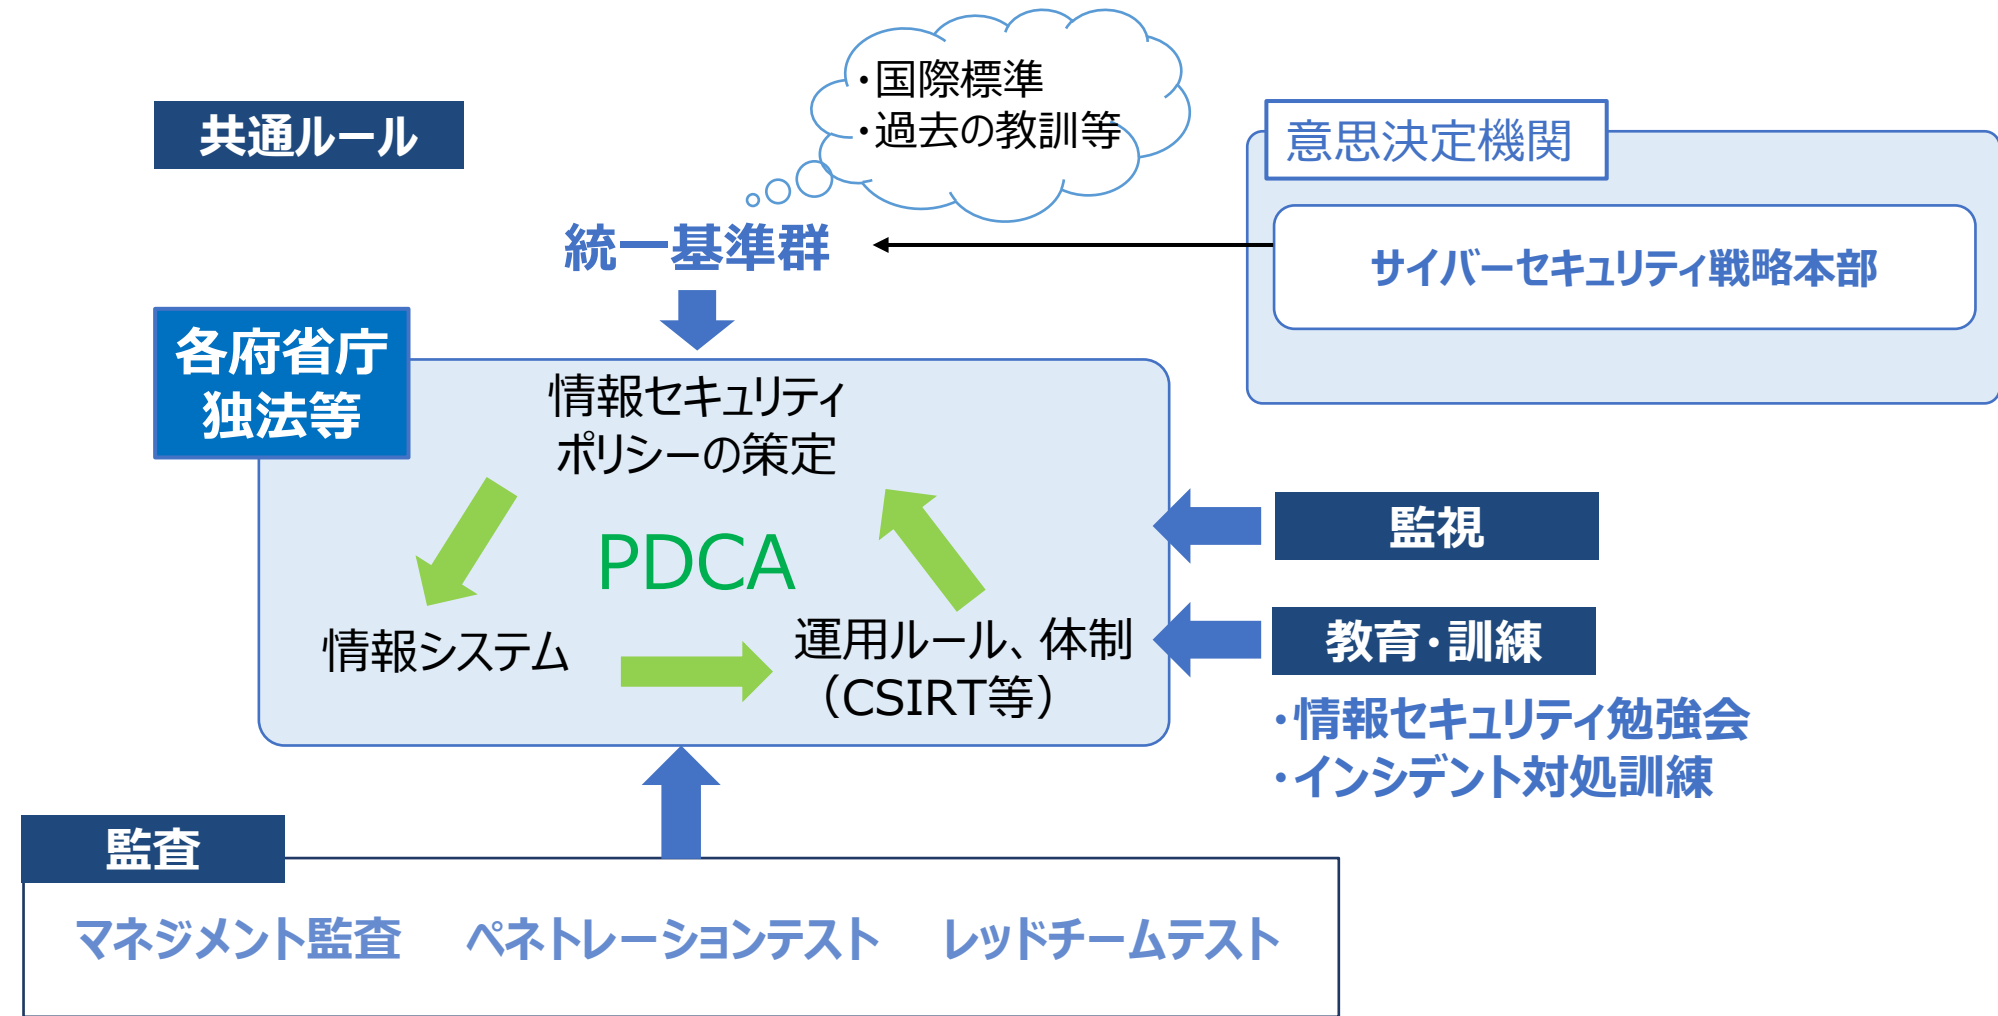 ・国際標準
・過去の教訓等
共通ルール
意思決定機関
統一基準群
サイバーセキュリティ戦略本部
各府省庁
独法等
情報セキュリティ
ポリシーの策定
PDCA
監視
情報システム
運用ルール、体制
（CSIRT等）
教育・訓練
・情報セキュリティ勉強会
・インシデント対処訓練
監査
マネジメント監査 ペネトレーションテスト レッドチームテスト